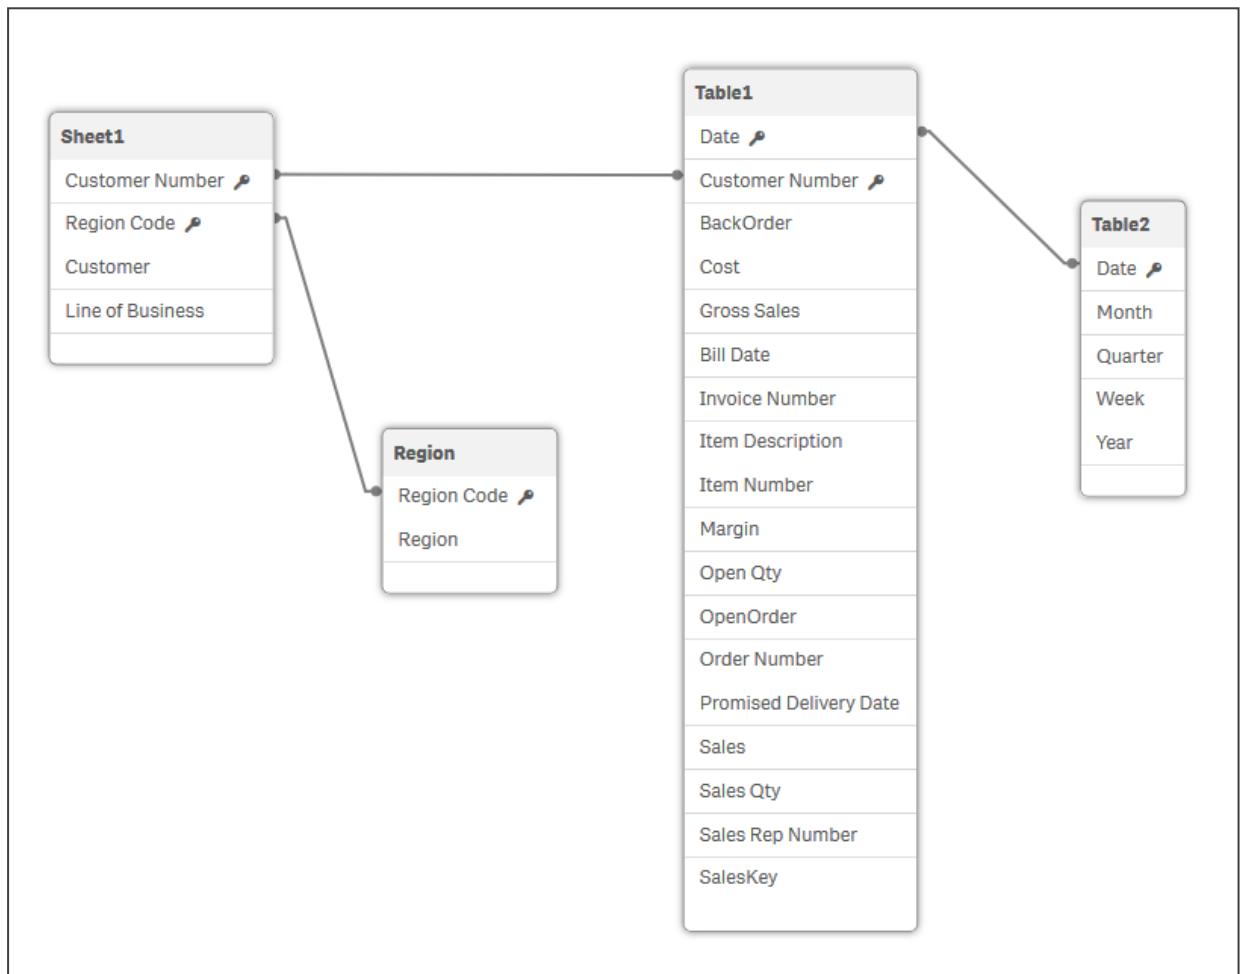 Sheet1
Customer Number
Region Code
Customer
Line of Business
Region
Region Code
Region
Table1
Date
Customer Number
BackOrder
Cost
Gross Sales
Bill Date
Invoice Number
Item Description
Item Number
Margin
Open Qty
OpenOrder
Order Number
Promised Delivery Date
Sales
Sales Qty
Sales Rep Number
SalesKey
Table2
Date
Month
Quarter
Week
Year